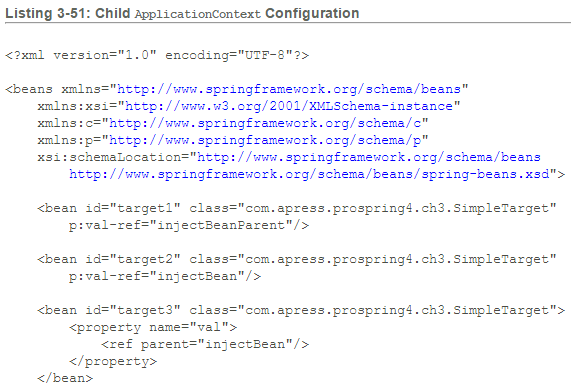 Listing 3-51: Child ApplicationContext Configuration
<?xml version="1.0" encoding="UTF-8"?>
<beans xmlns="http://www.springframework.org/schema/beans"
xmlns:xsi="http://www.w3.org/2001/XMLSchema-instance"
xmlns:c="http://www.springframework.org/schema/c"
xmlns:p="http://www.springframework.org/schema/p"
xsi:schemaLocation="http://www.springframework.org/schema/beans
http://www.springframework.org/schema/beans/spring-beans.xsd">
<bean id="target1" class="com.apress.prospring4.ch3.SimpleTarget"
p:val-ref="injectBeanParent"/>
<bean id="target2" class="com.apress.prospring4.ch3.SimpleTarget"
p:val-ref="injectBean"/>
<bean id="target3" class="com.apress.prospring4.ch3.SimpleTarget">
<property name="val">
<ref parent="injectBean"/>
</property>
</bean>